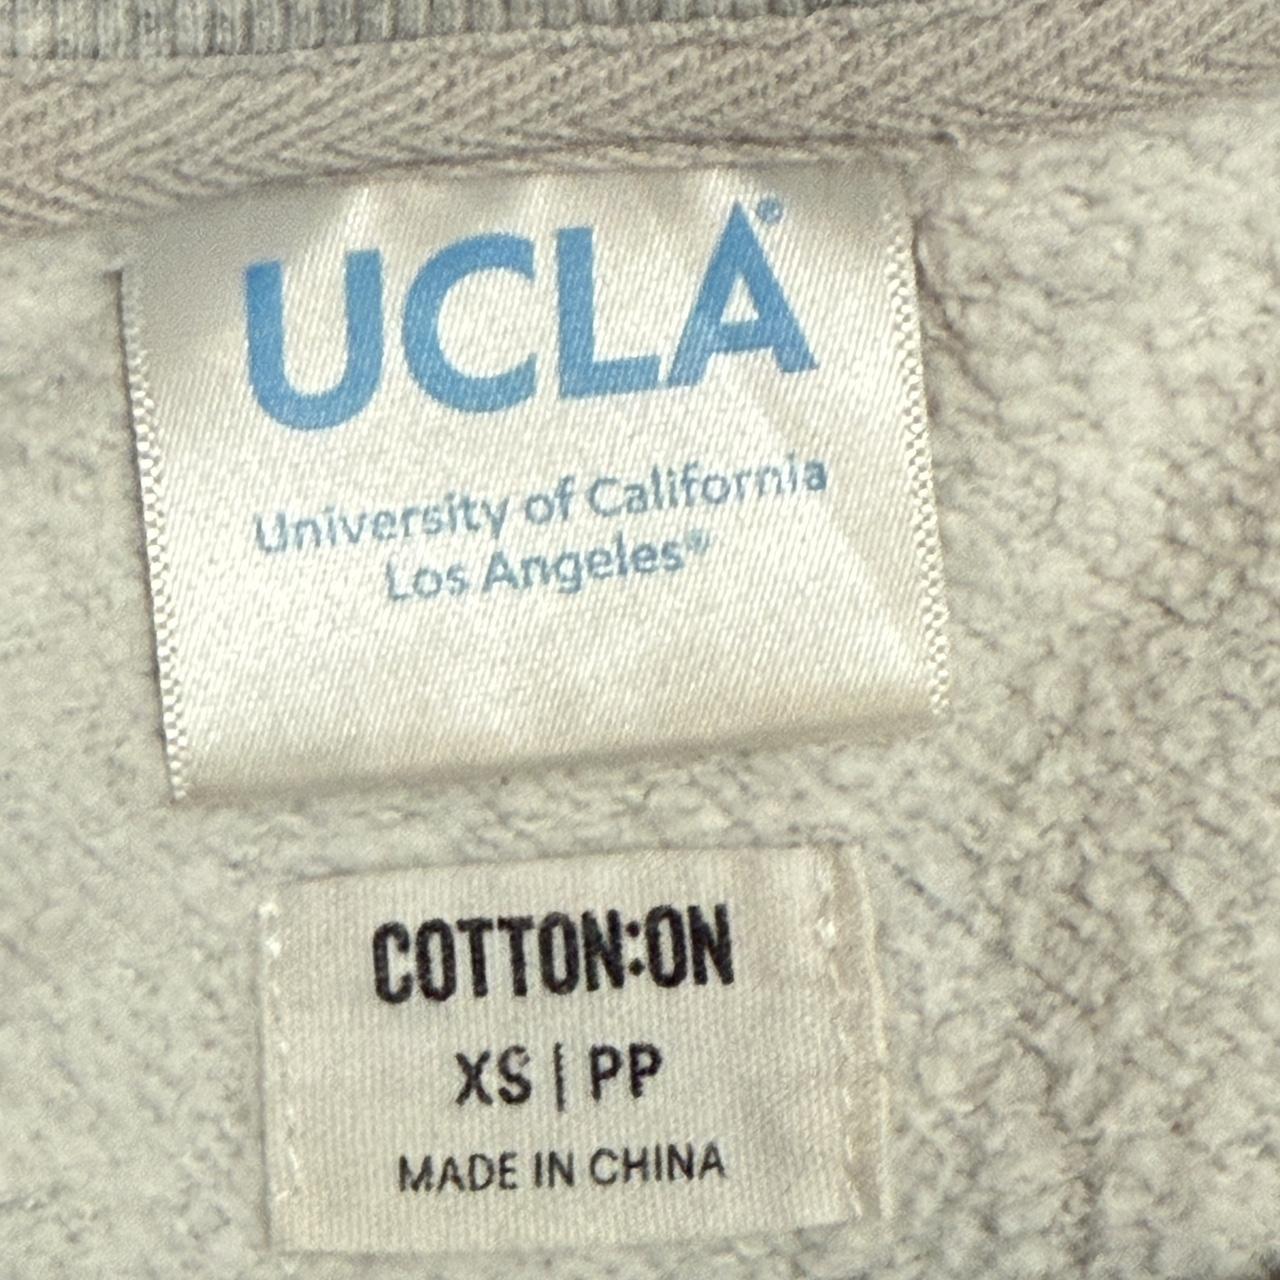 UCLA®
University of California
Los Angeles®
COTTON:ON
XS | PP
MADE IN CHINA